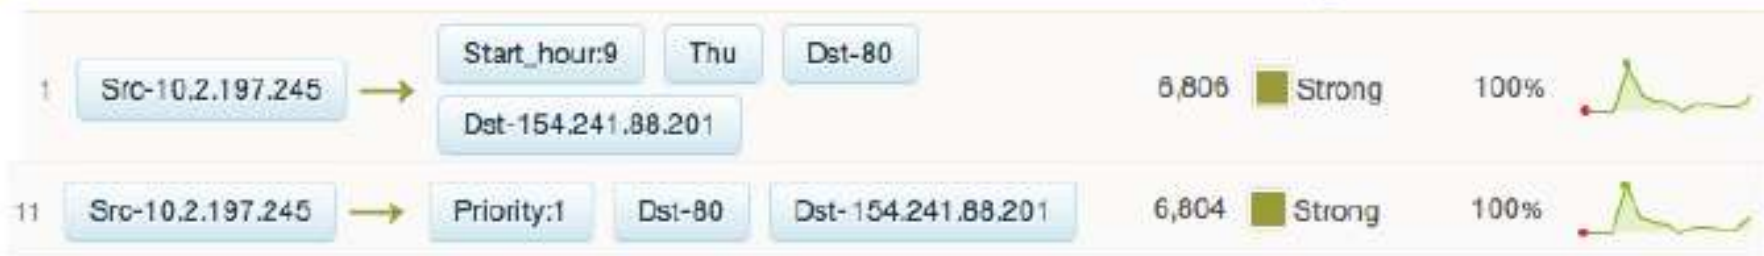 Start_hour:9 Thu Dst-80
1 Src-10.2.197.245 6,806 Strong 100%
Dst-154.241.88.201
11 Src-10.2.197.245 Priority:1 Dst-80 Dst-154.241.88.201 6,804 Strong 100%